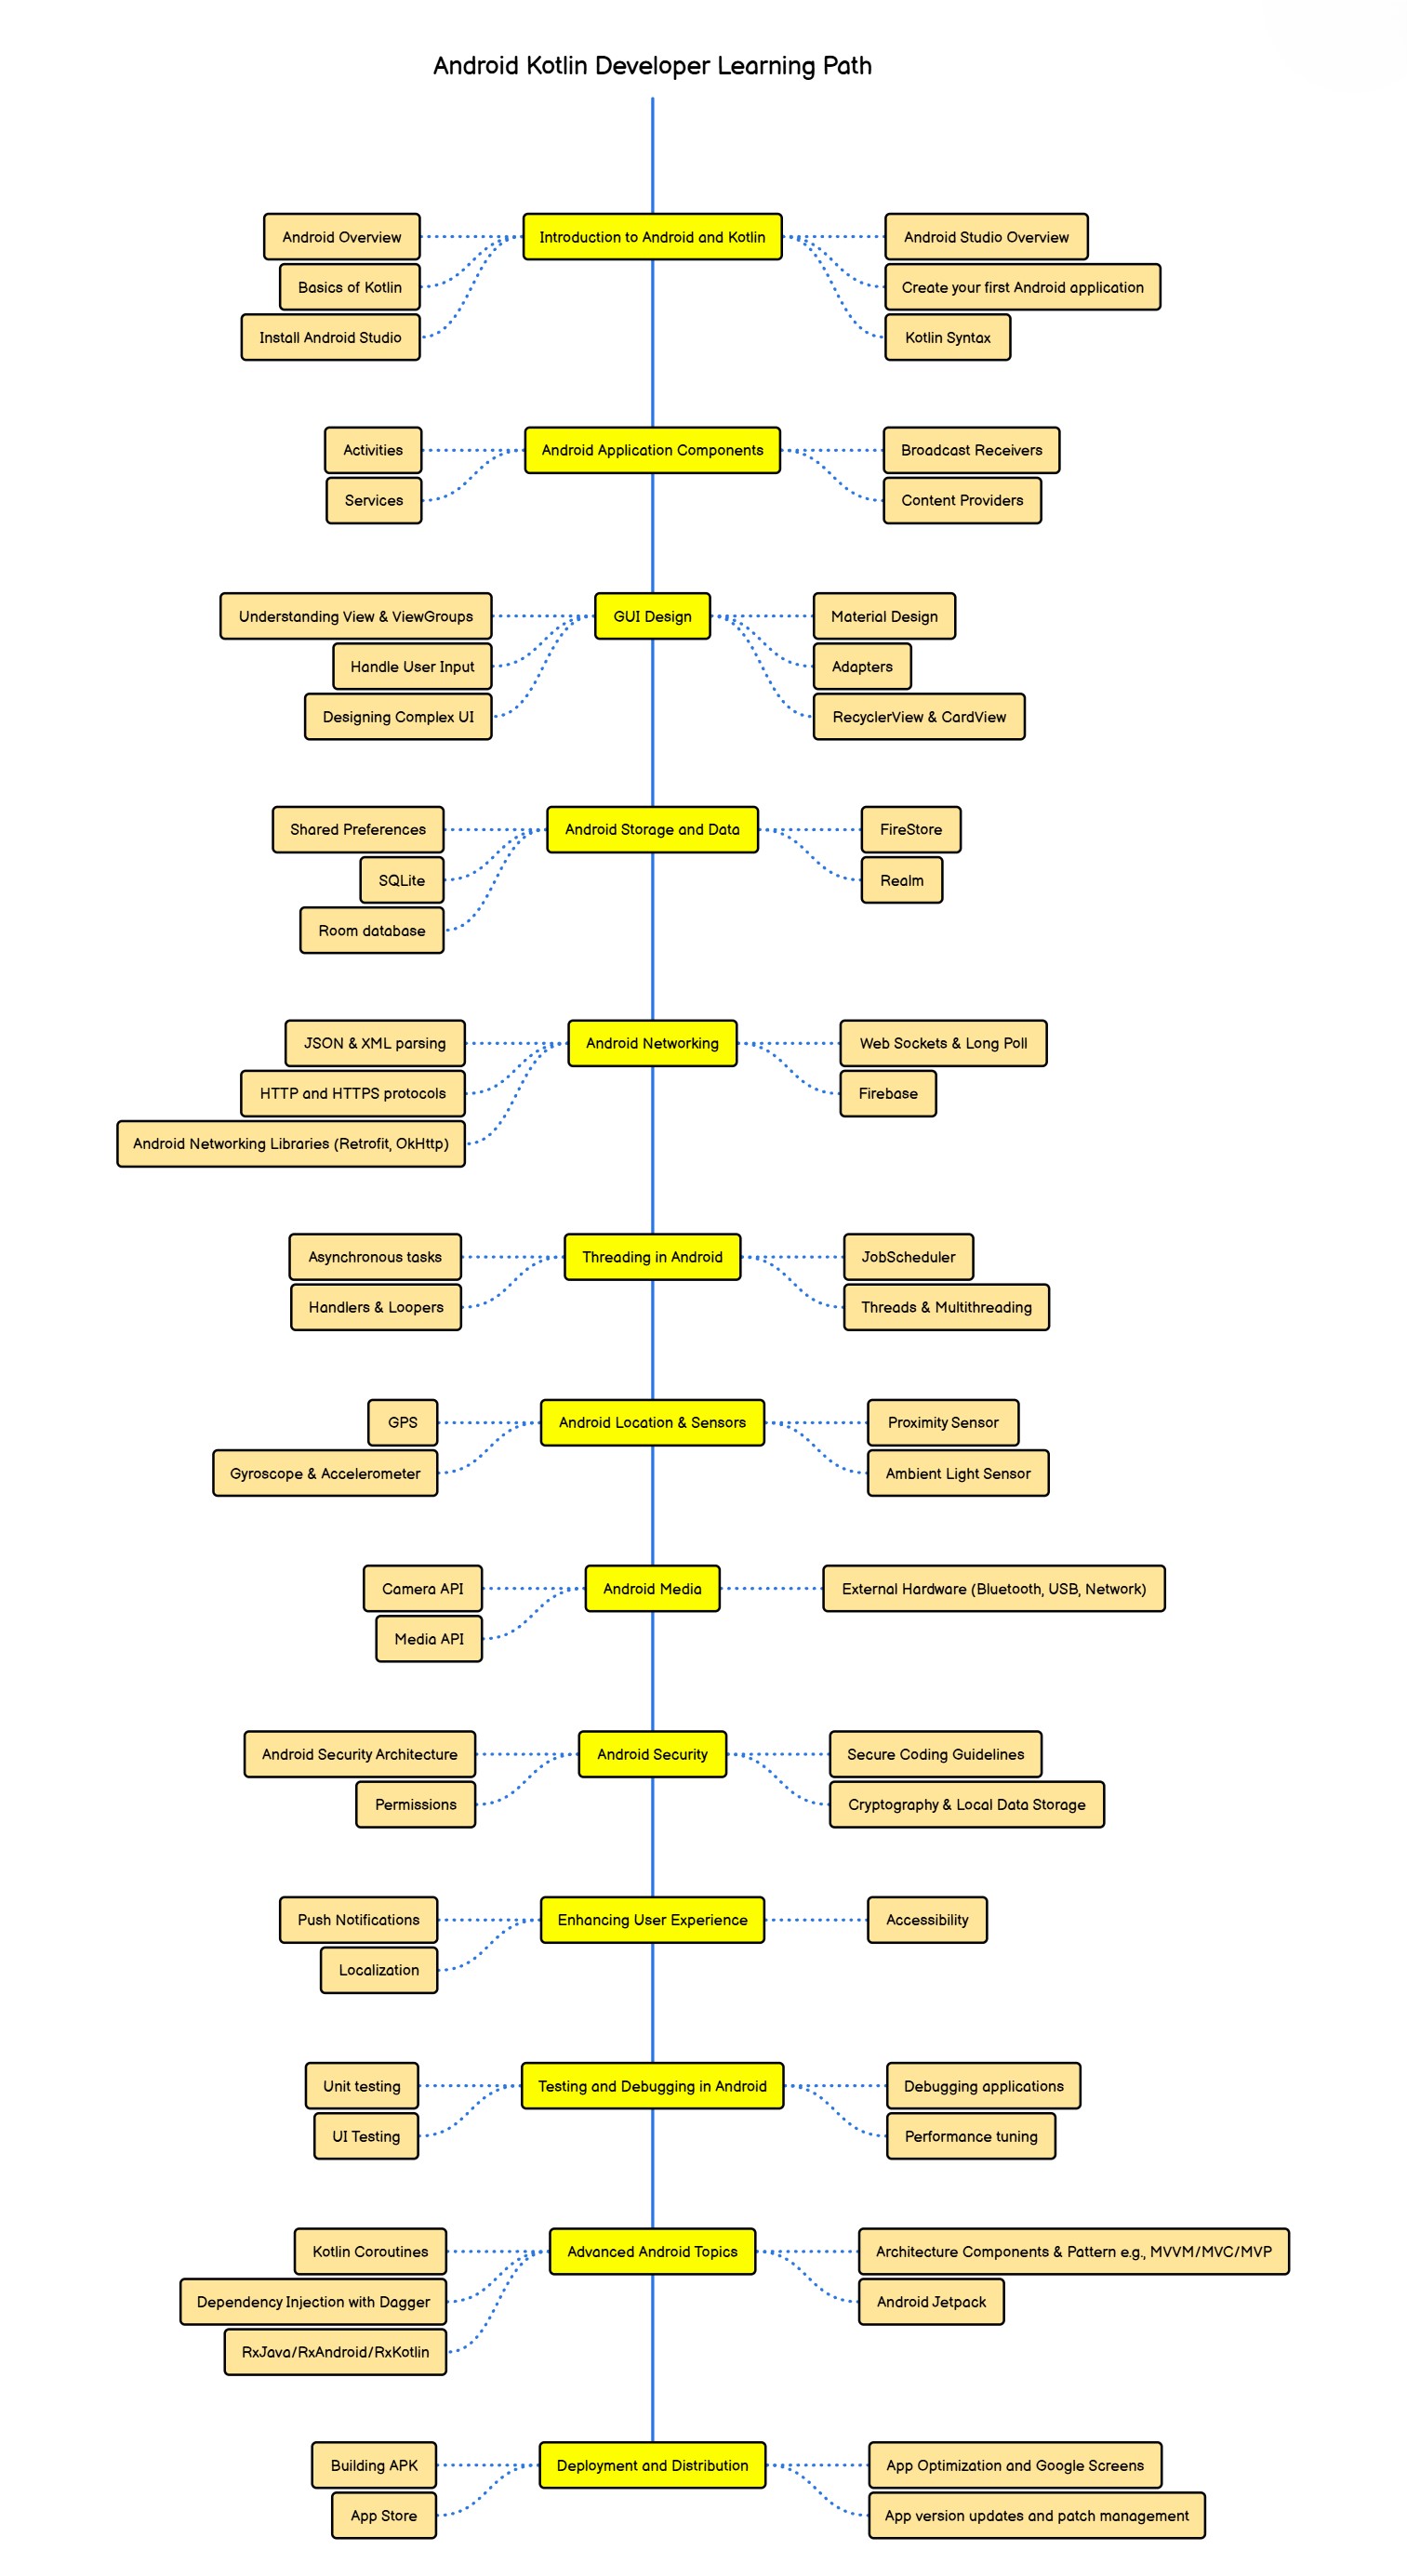 Android Kotlin Developer Learning Path
Android Overview
Introduction to Android and Kotlin
Android Studio Overview
Basics of Kotlin
Create your first Android application
Install Android Studio
Kotlin Syntax
Activities
Android Application Components
Broadcast Receivers
Services
Content Providers
Understanding View & ViewGroups
GUI Design
Material Design
Handle User Input
Adapters
Designing Complex UI
RecyclerView & CardView
Shared Preferences
Android Storage and Data
FireStore
SQLite
Realm
Room database
JSON & XML parsing
Android Networking
Web Sockets & Long Poll
HTTP and HTTPS protocols
Firebase
Android Networking Libraries (Retrofit, OkHttp)
Asynchronous tasks
Threading in Android
JobScheduler
Handlers & Loopers
Threads & Multithreading
GPS
Android Location & Sensors
Proximity Sensor
Gyroscope & Accelerometer
Ambient Light Sensor
Camera API
Android Media
External Hardware (Bluetooth, USB, Network)
Media API
Android Security Architecture
Android Security
Secure Coding Guidelines
Permissions
Cryptography & Local Data Storage
Push Notifications
Enhancing User Experience
Accessibility
Localization
Unit testing
Testing and Debugging in Android
Debugging applications
UI Testing
Performance tuning
Kotlin Coroutines
Advanced Android Topics
Architecture Components & Pattern e.g., MVVM/MVC/MVP
Dependency Injection with Dagger
Android Jetpack
RxJava/RxAndroid/RxKotlin
Building APK
Deployment and Distribution
App Optimization and Google Screens
App Store
App version updates and patch management